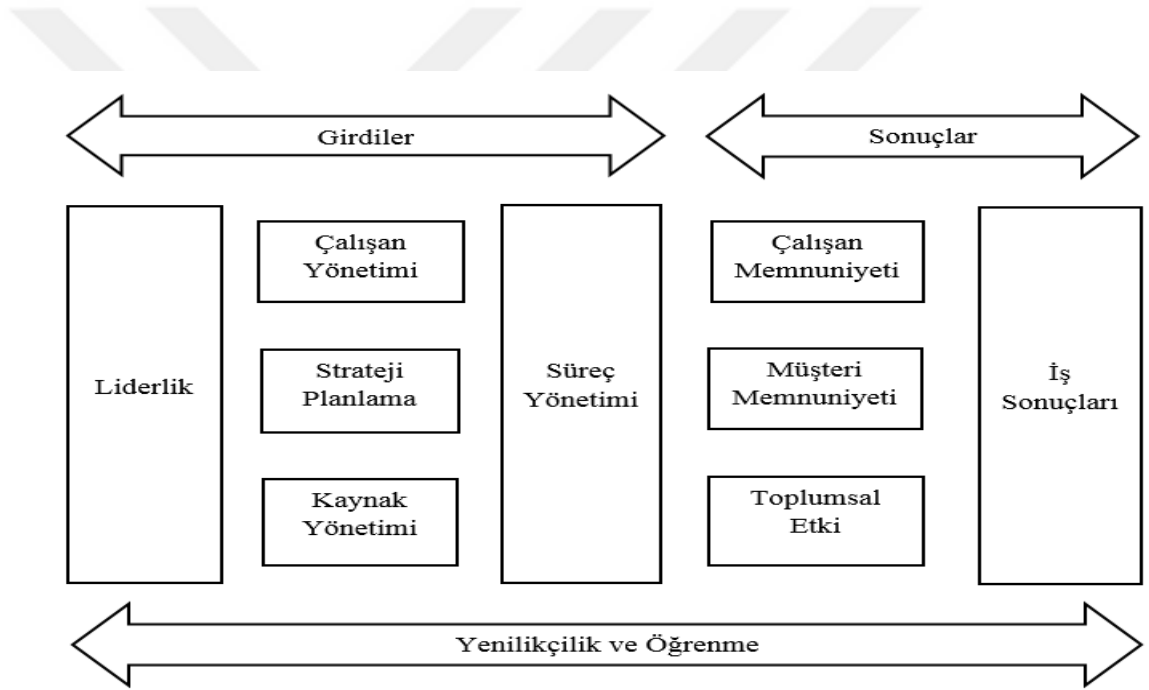 Girdiler
Sonuçlar
Liderlik
Çalışan
Yönetimi
Strateji
Planlama
Kaynak
Yönetimi
Süreç
Yönetimi
Çalışan
Memnuniyeti
Müşteri
Memnuniyeti
Toplumsal
Etki
İş
Sonuçları
Yenilikçilik ve Öğrenme